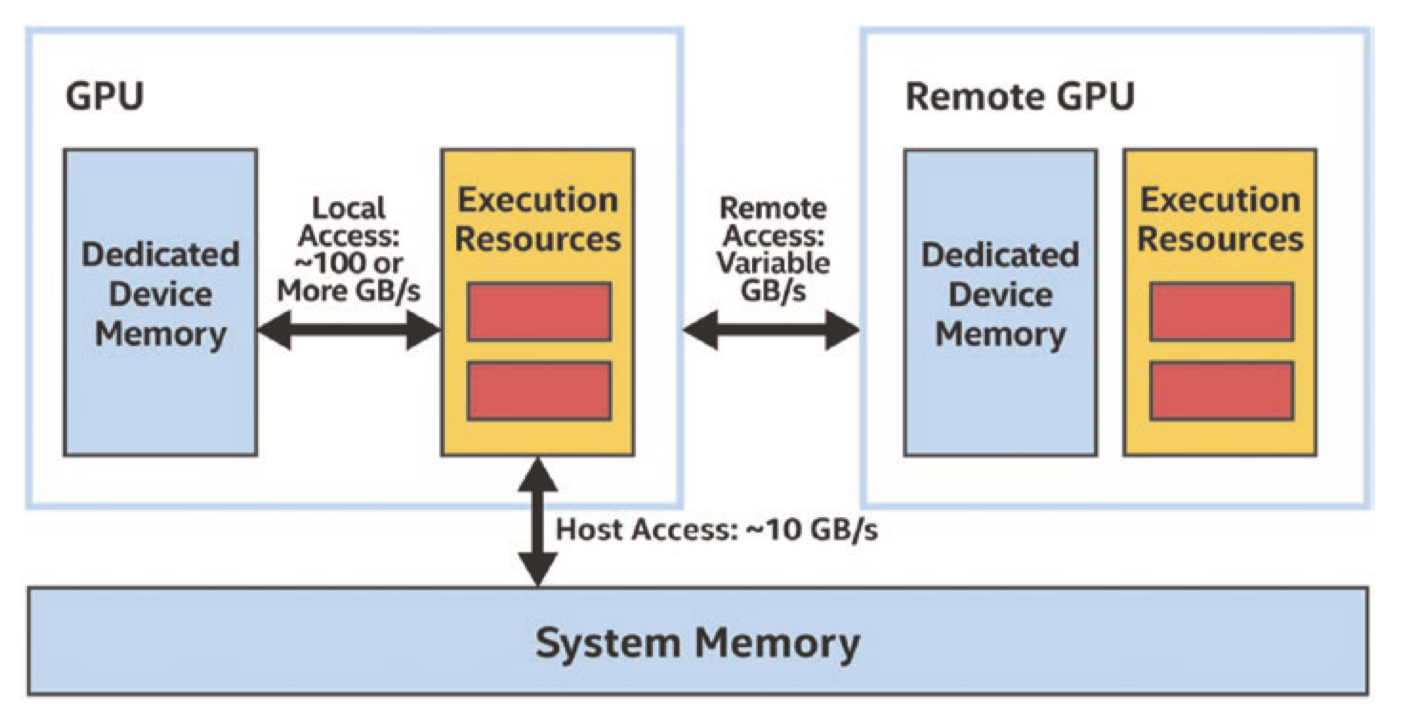 GPU
Dedicated
Device
Memory
Local
Access:
~100 or
More GB/s
Execution
Resources
Remote
Access:
Variable
GB/s
Remote GPU
Dedicated
Device
Memory
Execution
Resources
Host Access: ~10 GB/s
System Memory